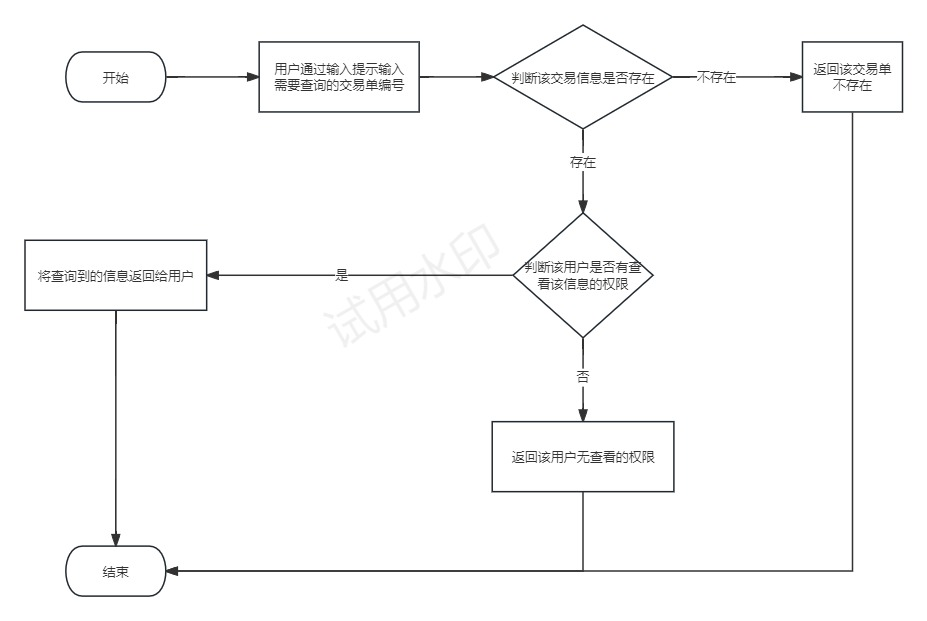 开始
用户通过输入提示输入
需要查询的交易单编号
判断该交易信息是否存在
不存在
返回该交易单
不存在
存在
判断该用户是否有查
看该信息的权限
是
将查询到的信息返回给用户
试用水印
否
返回该用户无查看的权限
结束